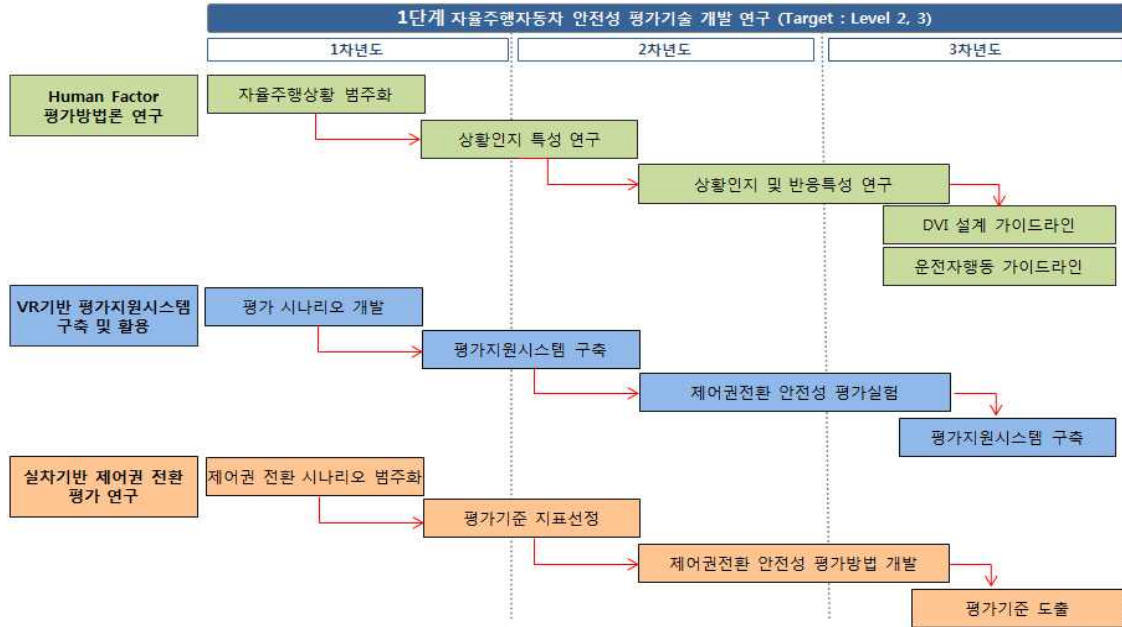 1단계 자율주행자동차 안전성 평가기술 개발 연구 (Target : Level 2, 3)
1차년도
2차년도
3차년도
Human Factor
평가방법론 연구
자율주행상황 범주화
상황인지 특성 연구
상황인지 및 반응특성 연구
DVI 설계 가이드라인
운전자행동 가이드라인
VR기반 평가지원시스템
구축 및 활용
평가 시나리오 개발
평가지원시스템 구축
제어권전환 안전성 평가실험
평가지원시스템 구축
실차기반 제어권 전환
평가 연구
제어권 전환 시나리오 범주화
평가기준 지표선정
제어권전환 안전성 평가방법 개발
평가기준 도출